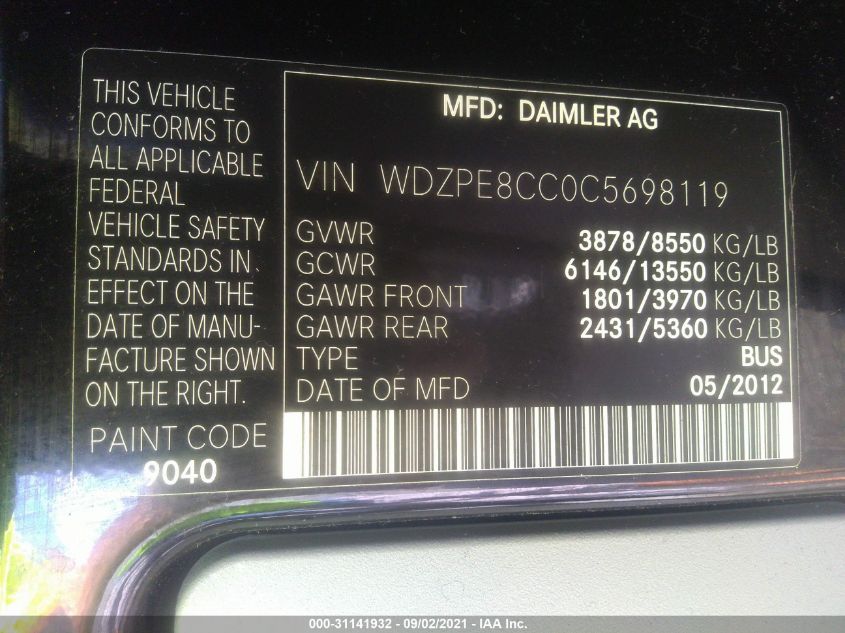 THIS VEHICLE
CONFORMS TO
ALL APPLICABLE
FEDERAL
VEHICLE SAFETY
STANDARDS IN
EFFECT ON THE
DATE OF MANU-
FACTURE SHOWN
ON THE RIGHT.
PAINT CODE
9040
MFD: DAIMLER AG
VIN WDZPE8CC0C5698119
GVWR 3878/8550 KG/LB
GCWR 6146/13550 KG/LB
GAWR FRONT 1801/3970 KG/LB
GAWR REAR 2431/5360 KG/LB
TYPE BUS
DATE OF MFD 05/2012
000-31141932 - 09/02/2021 - IAA Inc.